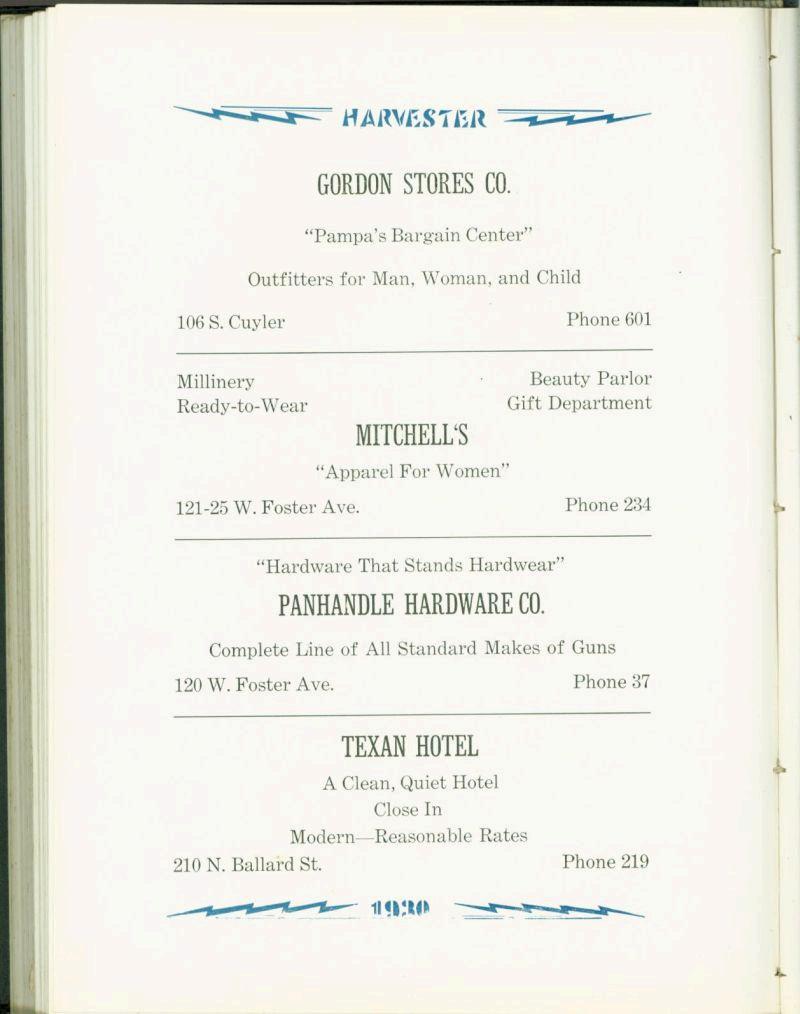 HARVESTER
GORDON STORES CO.
"Pampa's Bargain Center"
Outfitters for Man, Woman, and Child
106 S. Cuyler Phone 601
Millinery Beauty Parlor
Ready-to-Wear Gift Department
MITCHELL'S
"Apparel For Women"
121-25 W. Foster Ave. Phone 234
"Hardware That Stands Hardwear"
PANHANDLE HARDWARE CO.
Complete Line of All Standard Makes of Guns
120 W. Foster Ave. Phone 37
TEXAN HOTEL
A Clean, Quiet Hotel
Close In
Modern—Reasonable Rates
210 N. Ballard St. Phone 219
1930